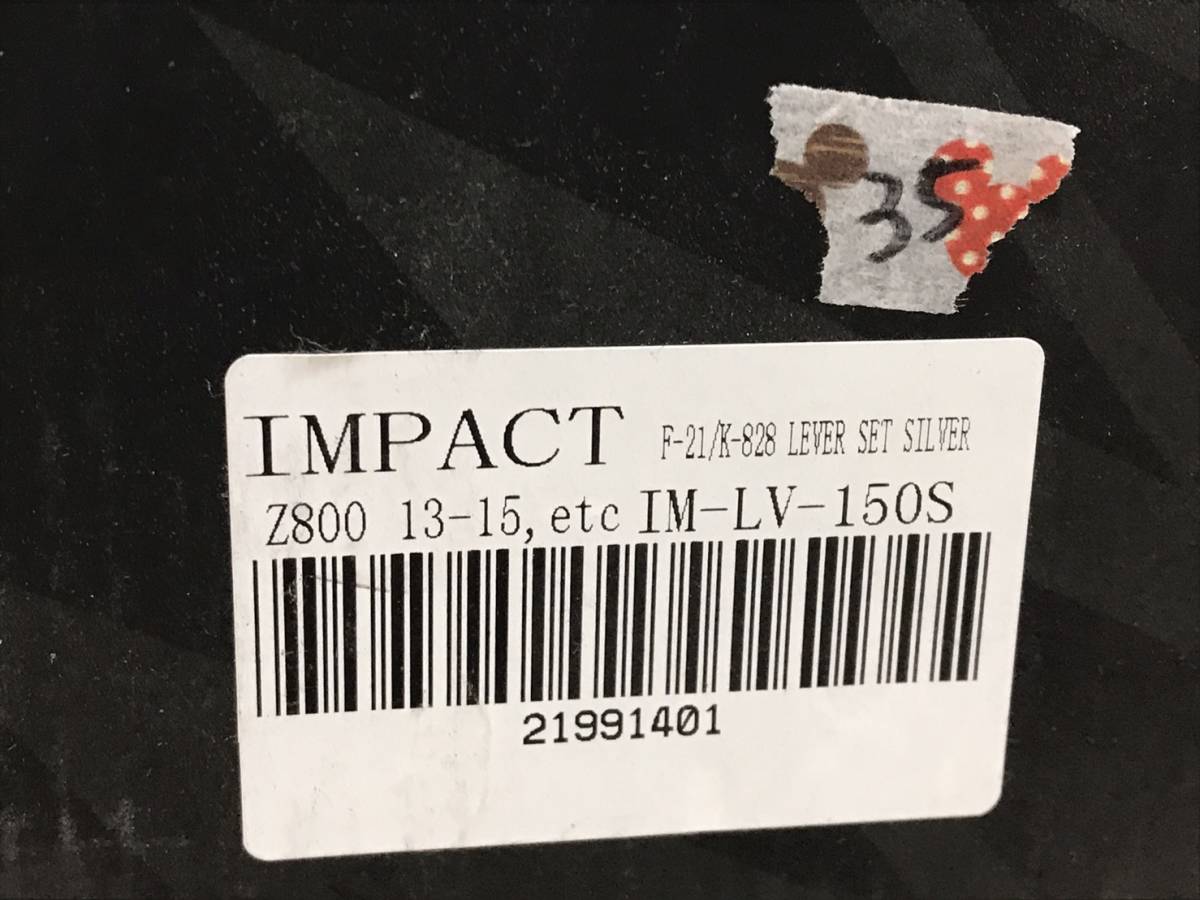 35
IMPACT F-21/K-828 LEVER SET SILVER
Z800 13-15, etc IM-LV-150S
21991401